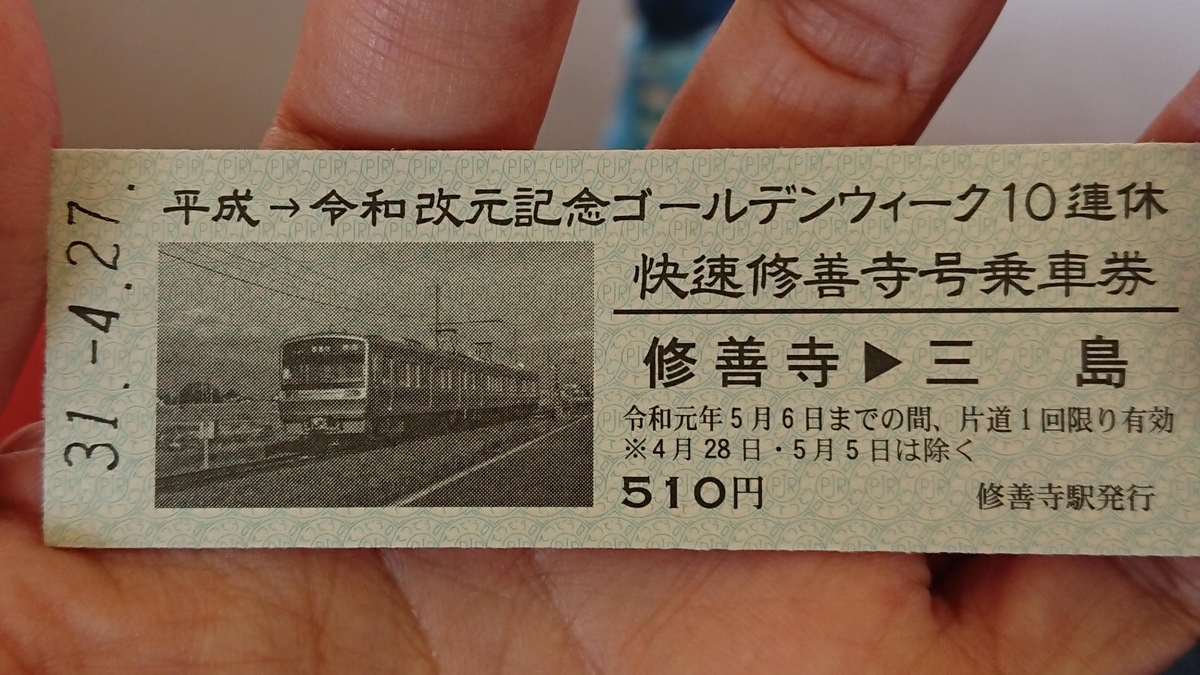 平成→令和改元記念ゴールデンウィーク10連休
快速修善寺号乗車券
修善寺▶三島
令和元年5月6日までの間、片道1回限り有効
※4月28日・5月5日は除く
510円
修善寺駅発行
31.-4.27.